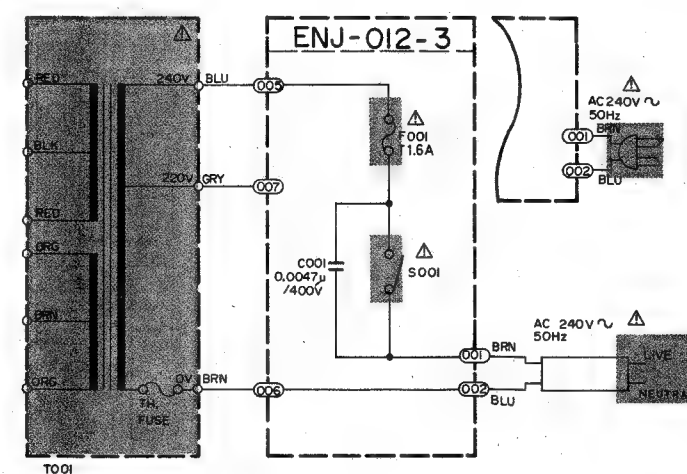 ENJ-012-3
RED
240V
BLU
005
F001
T1.6A
AC240V ∿
50Hz
001
BRN
002
BLU
BLK
220V
GRY
007
RED
ORG
C001
0.0047μ
/400V
S001
BRN
AC 240V ∿
50Hz
001
BRN
LIVE
ORG
0V
BRN
006
002
BLU
NEUTRA
TH.
FUSE
T001